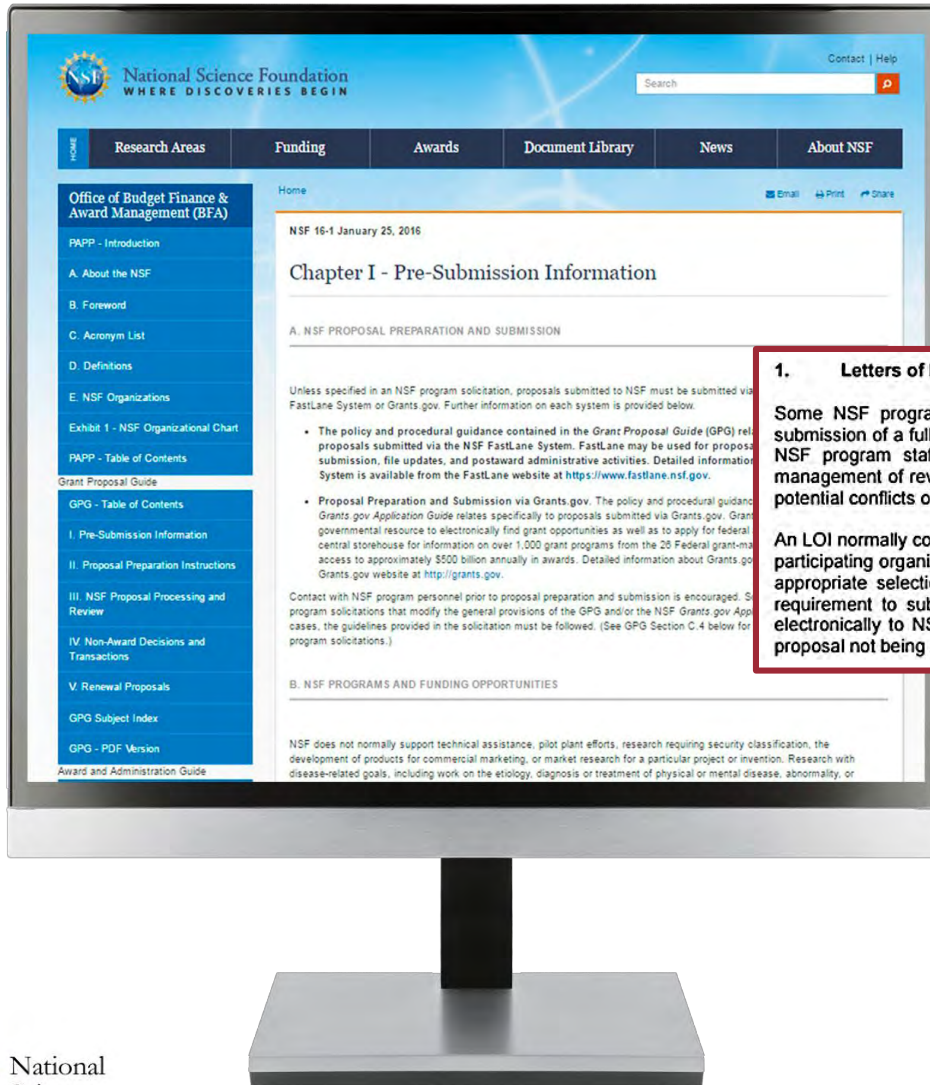 Contact | Help
NSF
National Science Foundation
WHERE DISCOVERIES BEGIN
Search
HOME
Research Areas
Funding
Awards
Document Library
News
About NSF
Office of Budget Finance &
Award Management (BFA)
PAPP - Introduction
A. About the NSF
B. Foreword
C. Acronym List
D. Definitions
E. NSF Organizations
Exhibit 1 - NSF Organizational Chart
PAPP - Table of Contents
Grant Proposal Guide
GPG - Table of Contents
I. Pre-Submission Information
II. Proposal Preparation Instructions
III. NSF Proposal Processing and
Review
IV. Non-Award Decisions and
Transactions
V. Renewal Proposals
GPG Subject Index
GPG - PDF Version
Award and Administration Guide
Home
Email Print Share
NSF 16-1 January 25, 2016
Chapter I - Pre-Submission Information
A. NSF PROPOSAL PREPARATION AND SUBMISSION
Unless specified in an NSF program solicitation, proposals submitted to NSF must be submitted via
FastLane System or Grants.gov. Further information on each system is provided below.
• The policy and procedural guidance contained in the Grant Proposal Guide (GPG)
proposals submitted via the NSF FastLane System. FastLane may be used for
submission, file updates, and postaward administrative activities. Detailed information
System is available from the FastLane website at https://www.fastlane.nsf.gov.
• Proposal Preparation and Submission via Grants.gov. The policy and procedural
Grants.gov Application Guide relates specifically to proposals submitted via Grants.gov.
governmental resource to electronically find grant opportunities as well as to apply for federal
central storehouse for information on over 1,000 grant programs from the 26 Federal
access to approximately $500 billion annually in awards. Detailed information about
Grants.gov website at http://grants.gov.
Contact with NSF program personnel prior to proposal preparation and submission is encouraged.
program solicitations that modify the general provisions of the GPG and/or the NSF Grants.gov
cases, the guidelines provided in the solicitation must be followed. (See GPG Section C.4 below for
program solicitations.)
B. NSF PROGRAMS AND FUNDING OPPORTUNITIES
NSF does not normally support technical assistance, pilot plant efforts, research requiring security classification, the
development of products for commercial marketing, or market research for a particular project or invention. Research with
disease-related goals, including work on the etiology, diagnosis or treatment of physical or mental disease, abnormality, or
1. Letters of
Some NSF
submission of a
NSF program
management of
potential conflicts
An LOI normally
participating
appropriate
requirement to
electronically to
proposal not being
National